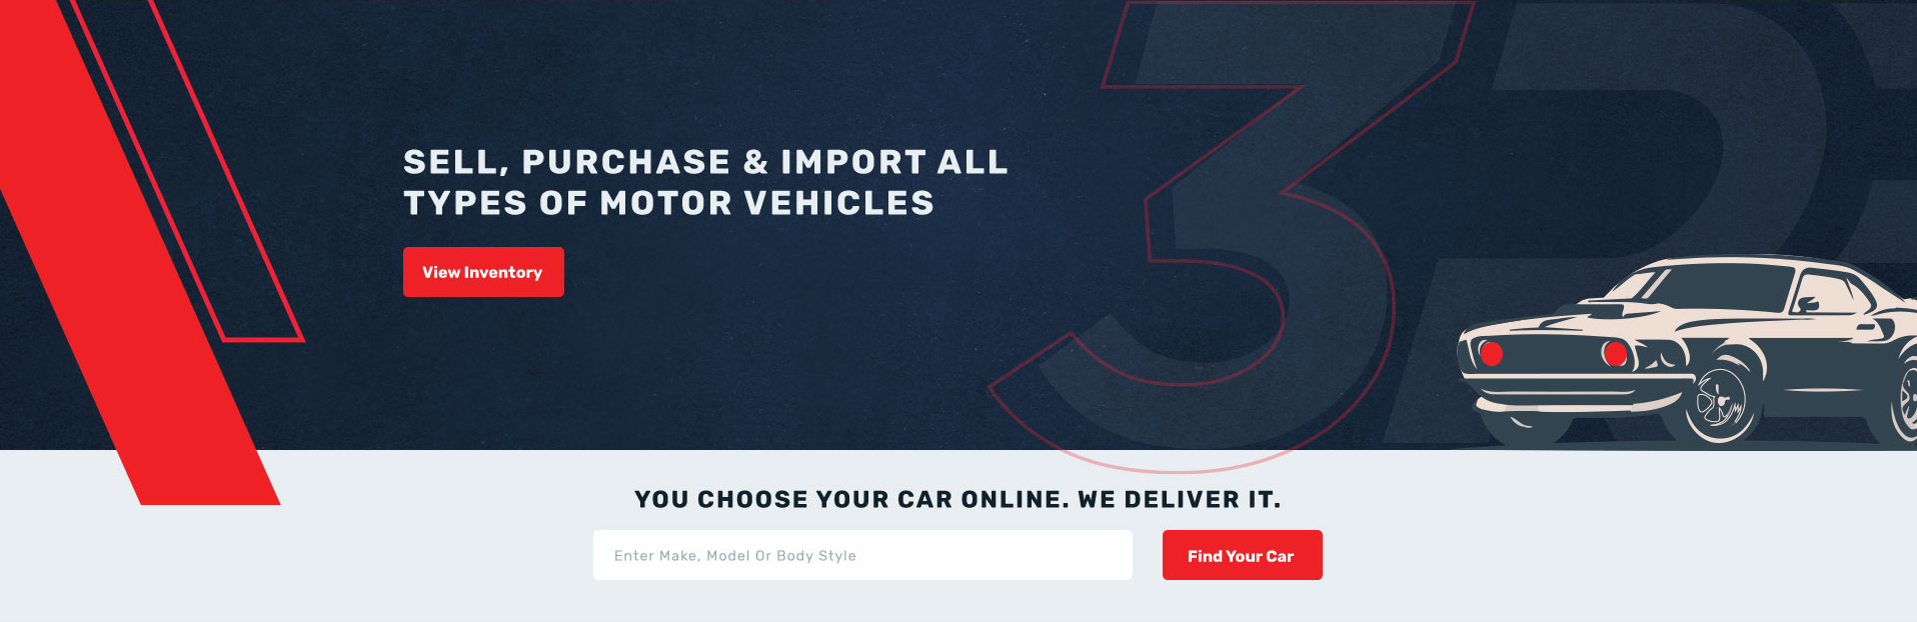 SELL, PURCHASE & IMPORT ALL
TYPES OF MOTOR VEHICLES
View Inventory
3
YOU CHOOSE YOUR CAR ONLINE. WE DELIVER IT.
Enter Make, Model Or Body Style
Find Your Car